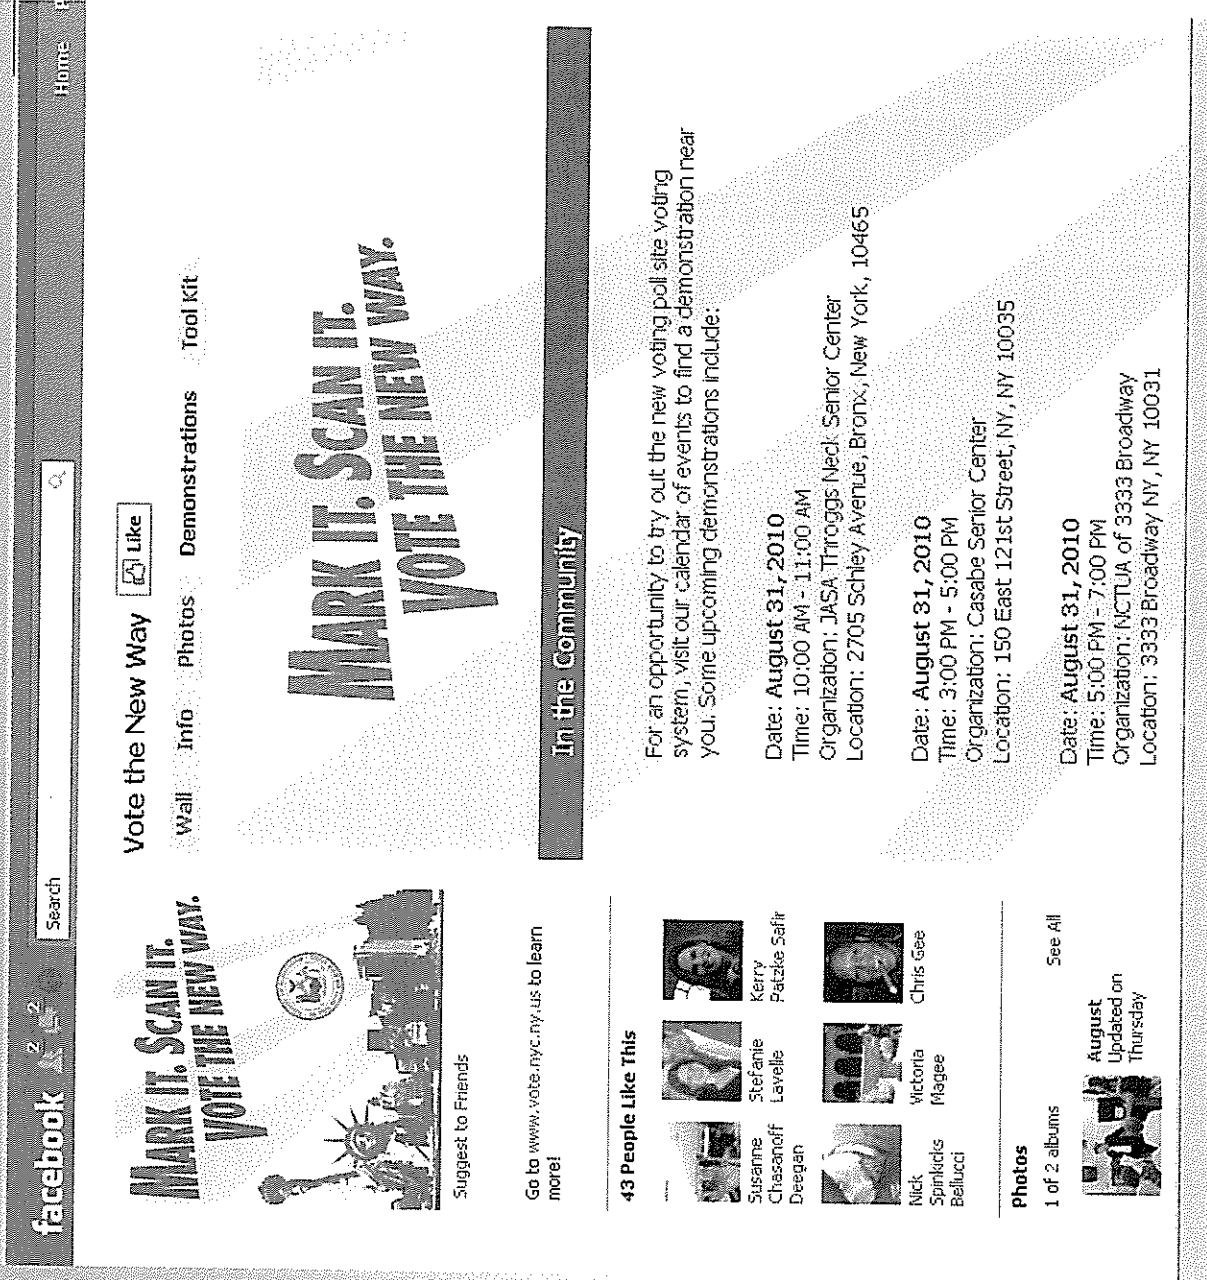 facebook
2
2
Search
Home
MARK IT. SCAN IT.
VOTE THE NEW WAY.
Suggest to Friends
Go to www.vote.nyc.ny.us to learn
more!
43 People Like This
Susanne
Chasanoff
Deegan
Stefanie
Lavelle
Kerry
Patzke Safir
Nick
Spinkicks
Bellucci
Victoria
Magee
Chris Gee
Photos
1 of 2 albums
See All
August
Updated on
Thursday
Vote the New Way
Like
Wall
Info
Photos
Demonstrations
Tool Kit
MARK IT. SCAN IT.
VOTE THE NEW WAY.
In the Community
For an opportunity to try out the new voting poll site voting
system, visit our calendar of events to find a demonstration near
you. Some upcoming demonstrations include:
Date: August 31, 2010
Time: 10:00 AM - 11:00 AM
Organization: JASA Throggs Neck Senior Center
Location: 2705 Schley Avenue, Bronx, New York, 10465
Date: August 31, 2010
Time: 3:00 PM - 5:00 PM
Organization: Casabe Senior Center
Location: 150 East 121st Street, NY, NY 10035
Date: August 31, 2010
Time: 5:00 PM - 7:00 PM
Organization: NCTUA of 3333 Broadway
Location: 3333 Broadway NY, NY 10031